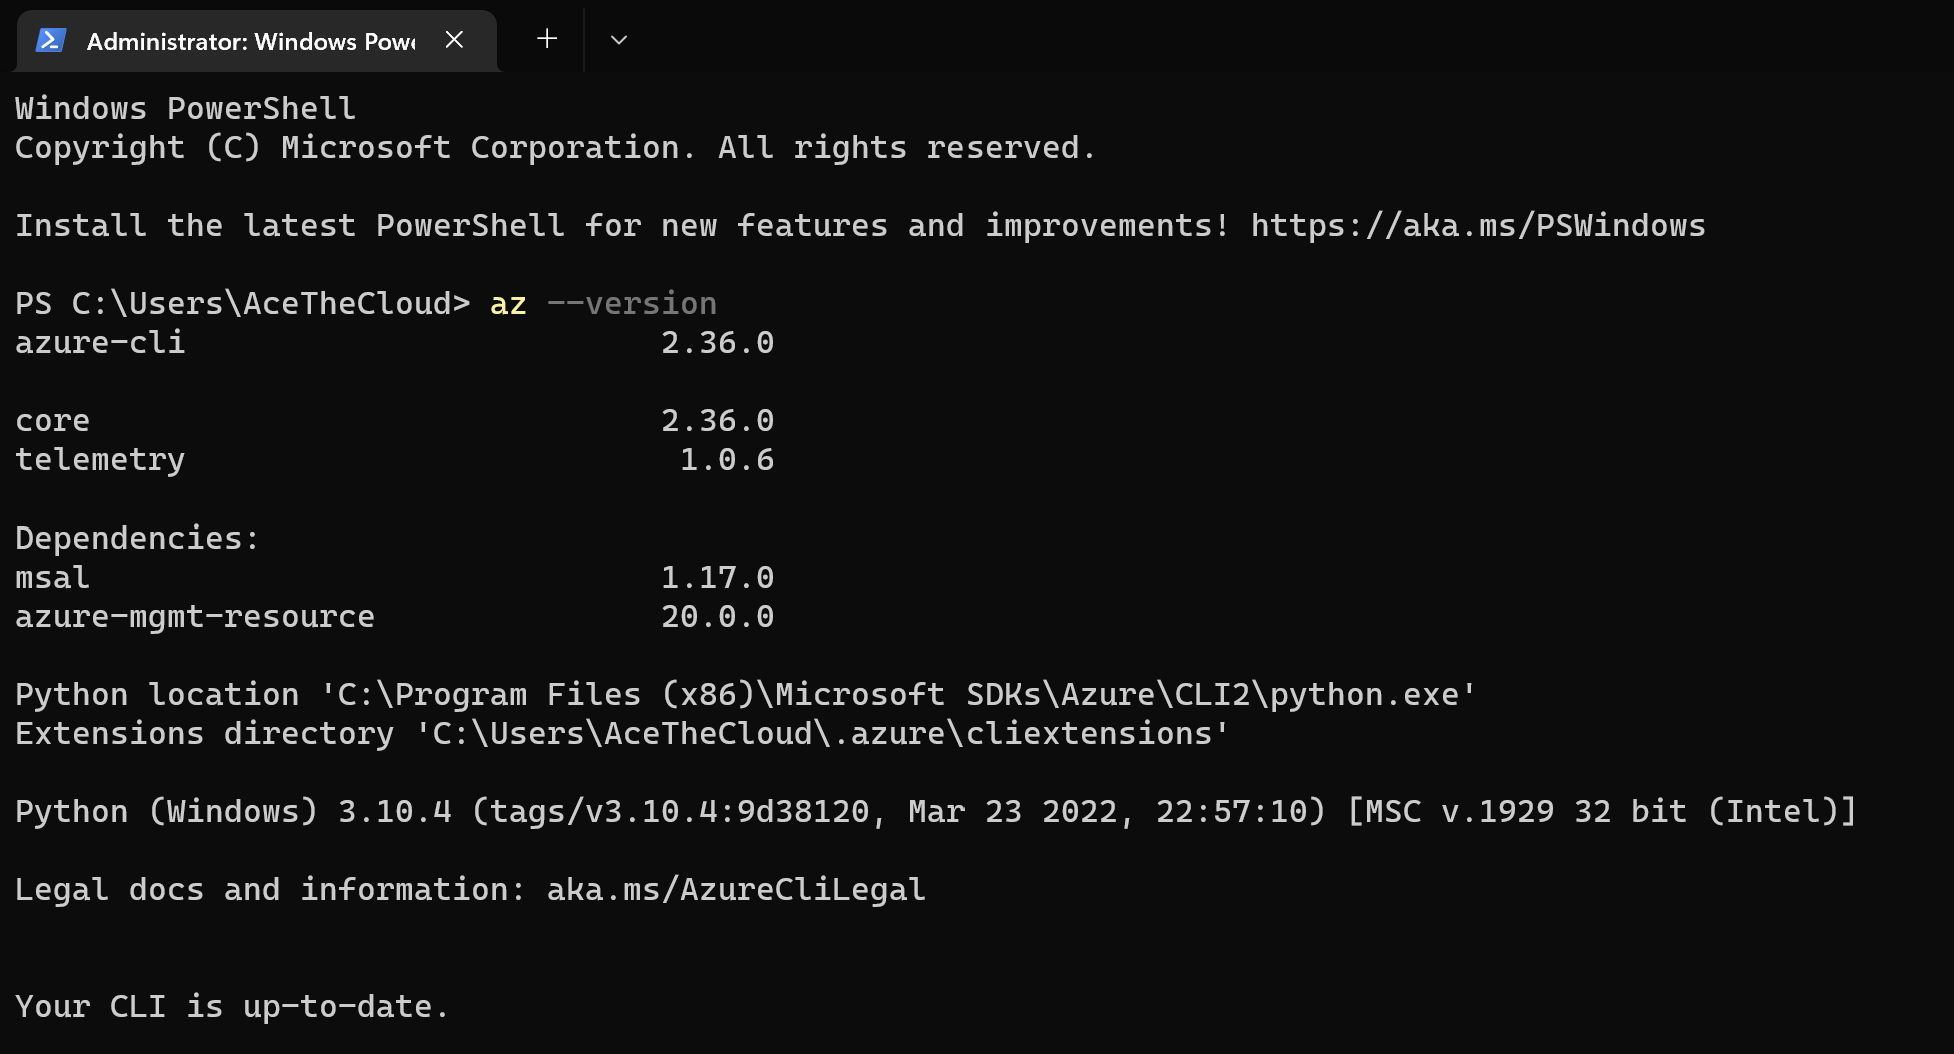 Administrator: Windows Powe
Windows PowerShell
Copyright (C) Microsoft Corporation. All rights reserved.
Install the latest PowerShell for new features and improvements! https://aka.ms/PSWindows
PS C:\Users\AceTheCloud> az --version
azure-cli                         2.36.0
core                              2.36.0
telemetry                          1.0.6
Dependencies:
msal                              1.17.0
azure-mgmt-resource               20.0.0
Python location 'C:\Program Files (x86)\Microsoft SDKs\Azure\CLI2\python.exe'
Extensions directory 'C:\Users\AceTheCloud\.azure\cliextensions'
Python (Windows) 3.10.4 (tags/v3.10.4:9d38120, Mar 23 2022, 22:57:10) [MSC v.1929 32 bit (Intel)]
Legal docs and information: aka.ms/AzureCliLegal
Your CLI is up-to-date.